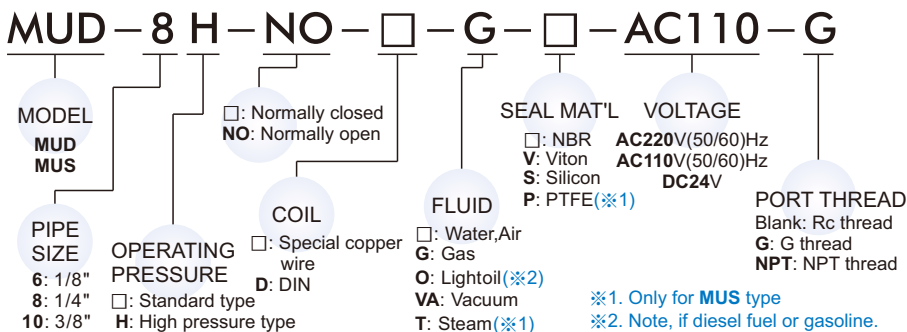 MUD－8 H－NO－□－G－□－AC110－G
MODEL
MUD
MUS
PIPE
SIZE
6: 1/8"
8: 1/4"
10: 3/8"
OPERATING
PRESSURE
□: Standard type
H: High pressure type
□: Normally closed
NO: Normally open
COIL
□: Special copper
wire
D: DIN
FLUID
□: Water,Air
G: Gas
O: Lightoil(※2)
VA: Vacuum
T: Steam(※1)
SEAL MAT'L
□: NBR
V: Viton
S: Silicon
P: PTFE(※1)
VOLTAGE
AC220V(50/60)Hz
AC110V(50/60)Hz
DC24V
PORT THREAD
Blank: Rc thread
G: G thread
NPT: NPT thread
※1. Only for MUS type
※2. Note, if diesel fuel or gasoline.